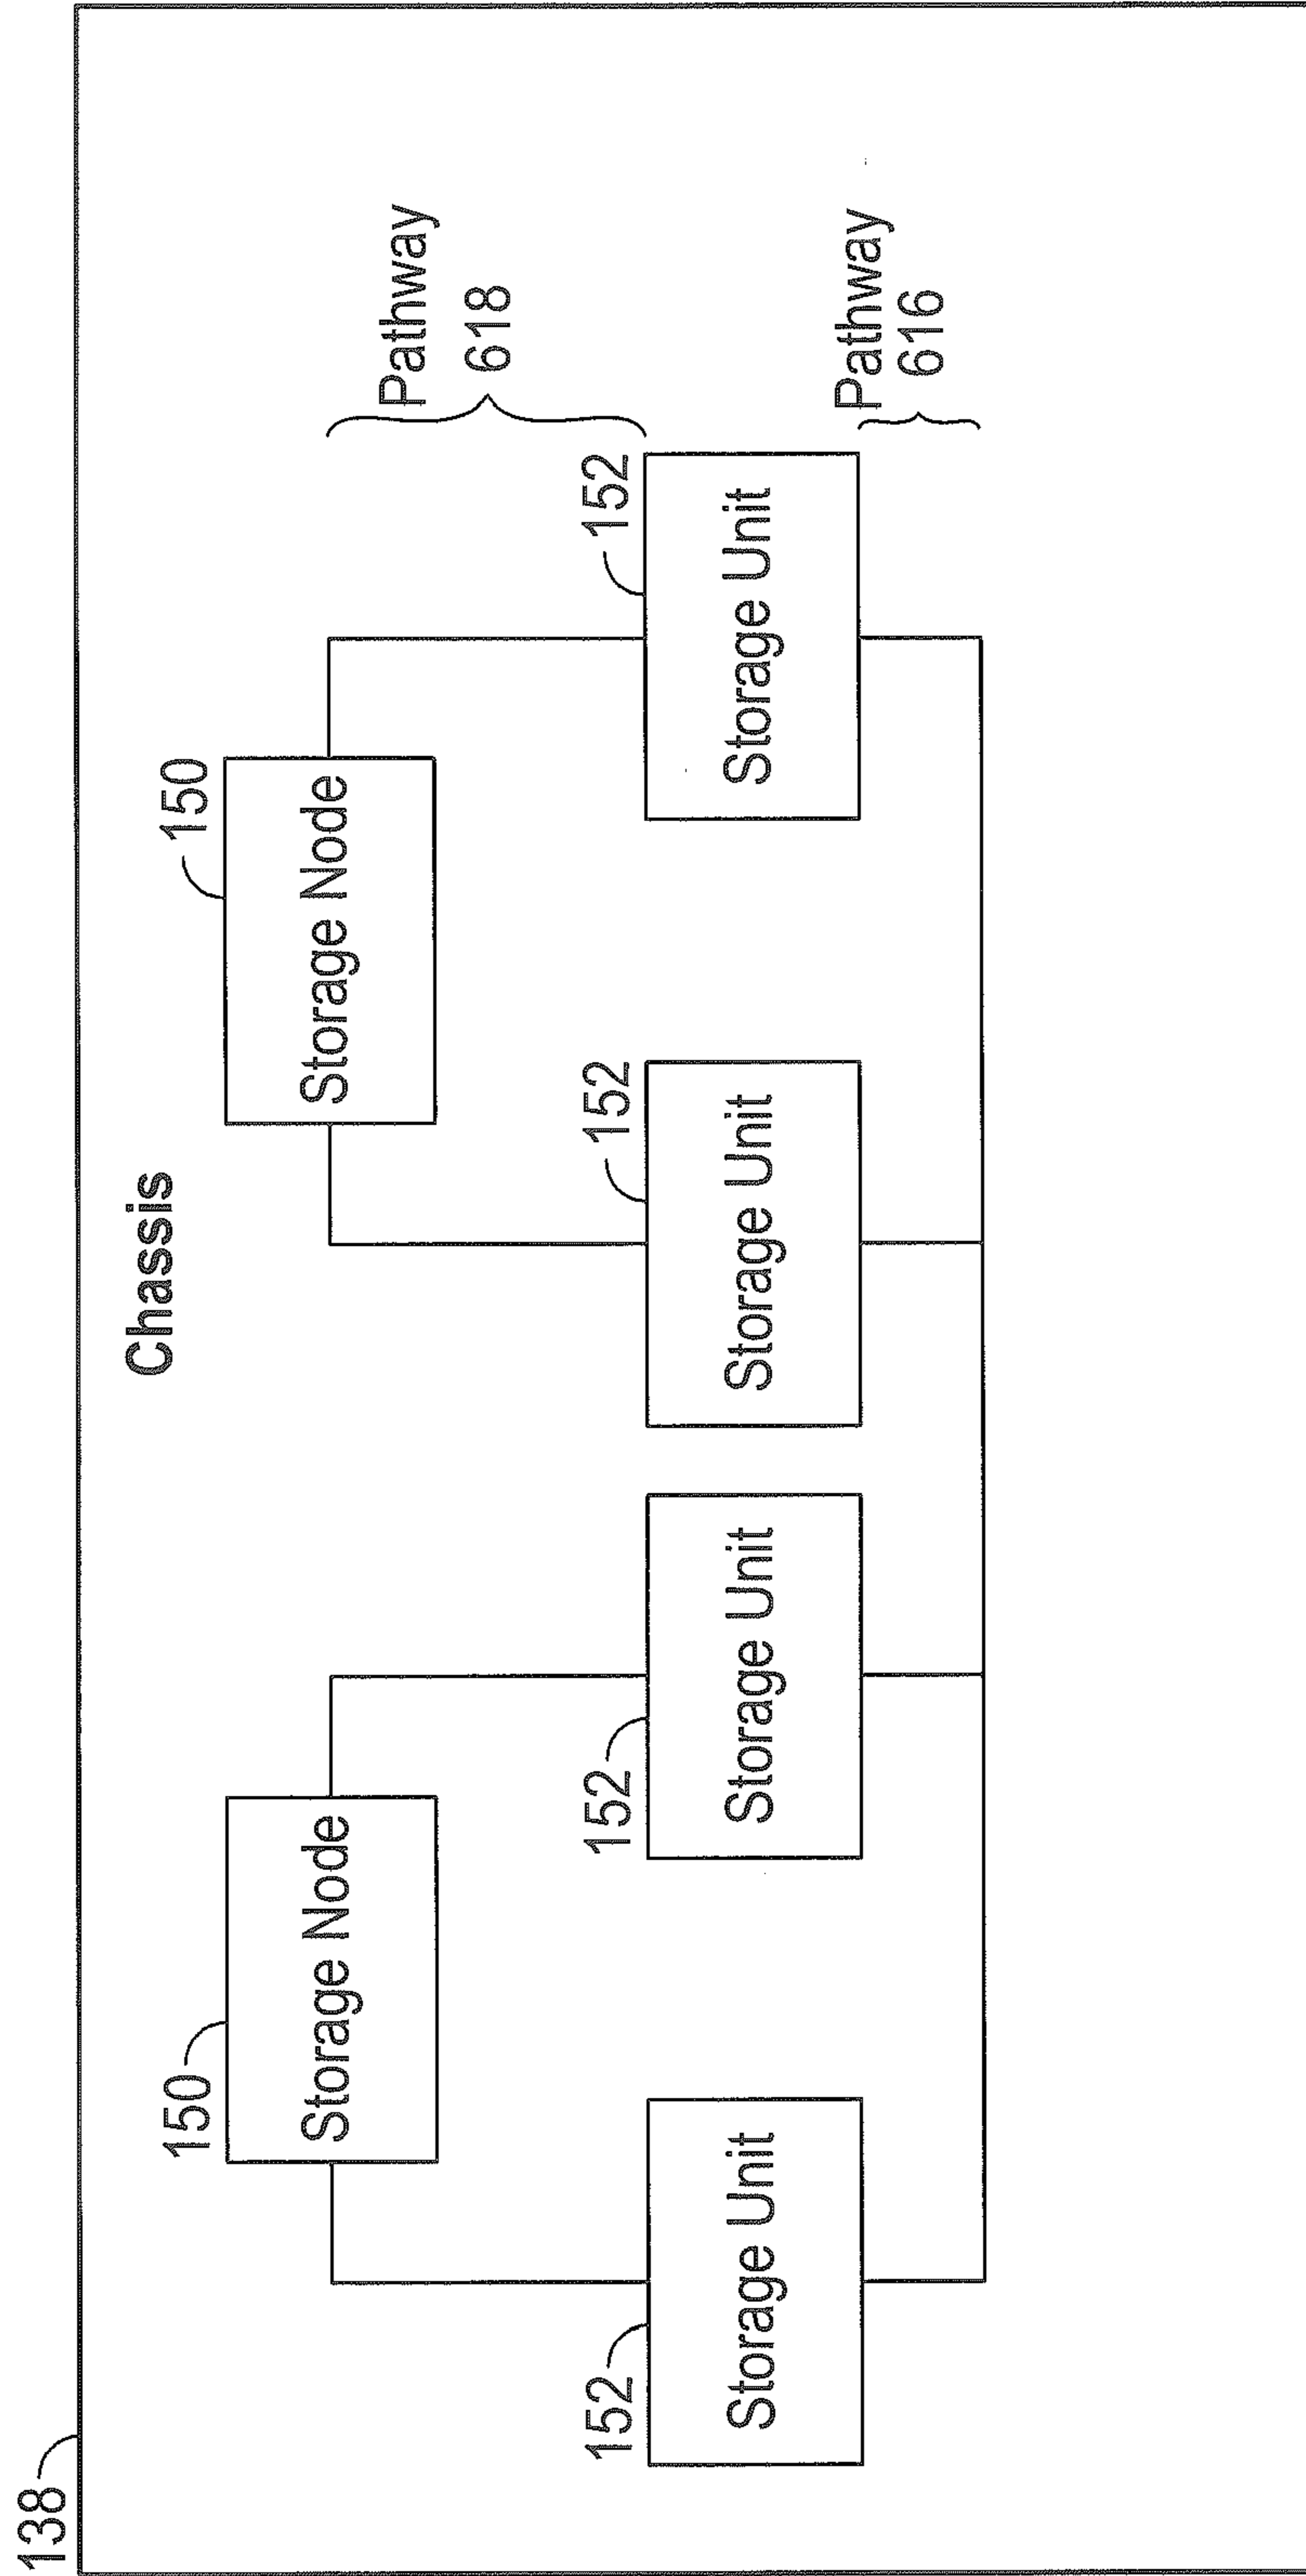 138
Chassis
150
Storage Node
150
Storage Node
Pathway
618
152
Storage Unit
152
Storage Unit
152
Storage Unit
152
Storage Unit
Pathway
616